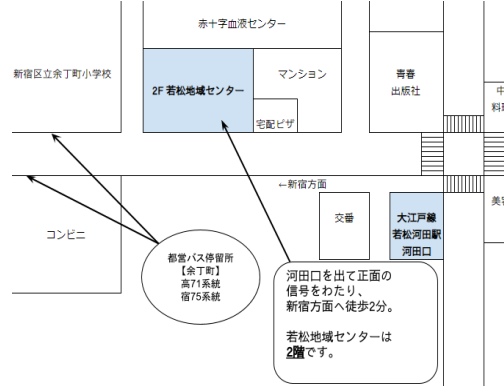 赤十字血液センター
新宿区立余丁町小学校
2F 若松地域センター
マンション
宅配ピザ
青春
出版社
←新宿方面
コンビニ
交番
大江戸線
若松河田駅
河田口
都営バス停留所
【余丁町】
高71系統
宿75系統
河田口を出て正面の
信号をわたり、
新宿方面へ徒歩2分。
若松地域センターは
2階です。